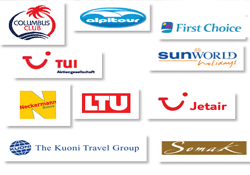 COLUMBUS
CLUB
alpitour
First Choice
TUI
Aktiengesellschaft
sunWORLD
holidays
Neckermann
LTU
Jetair
The Kuoni Travel Group
Somak